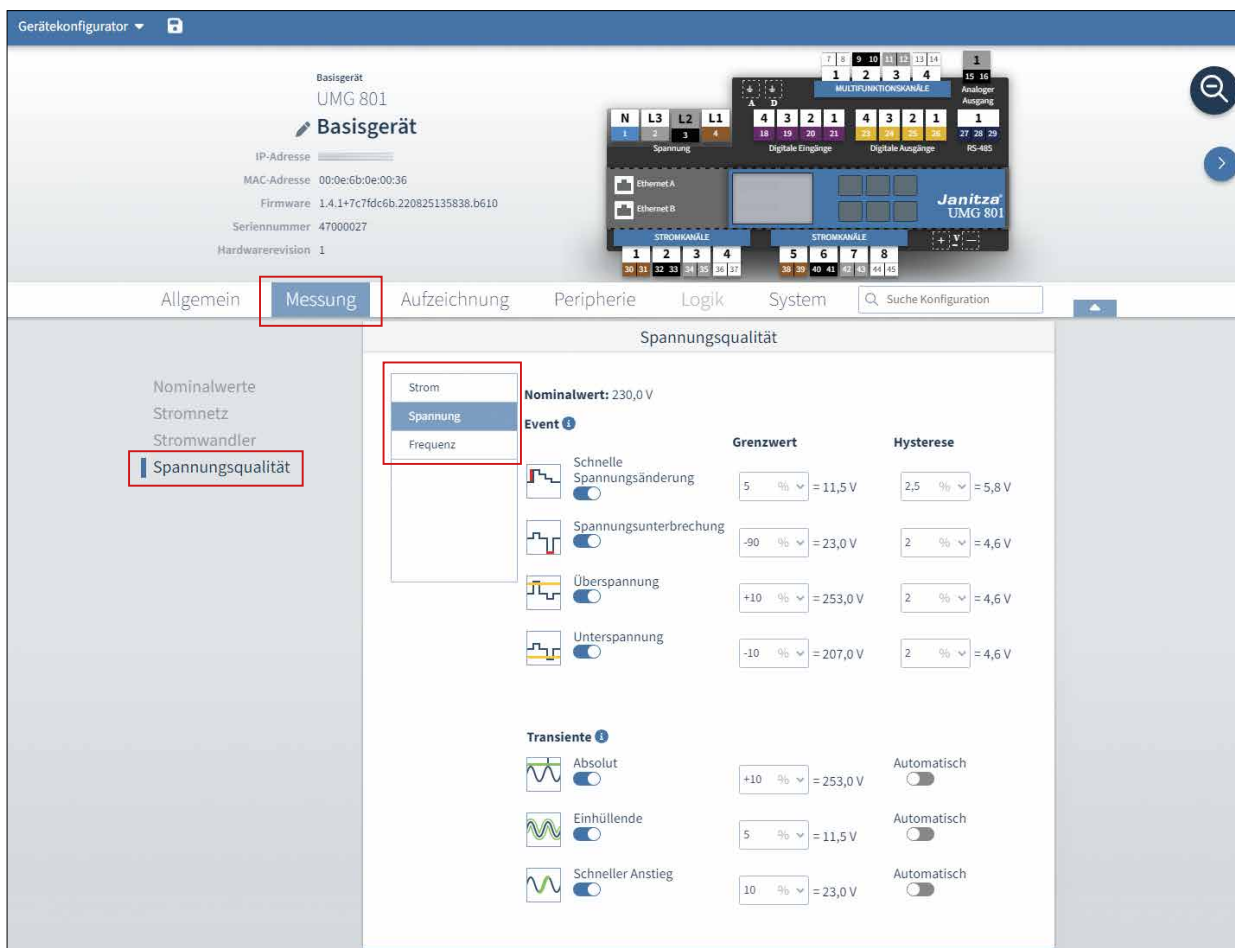 Gerätekonfigurator
Basisgerät
UMG 801
Basisgerät
IP-Adresse
MAC-Adresse 00:0e:6b:0e:00:36
Firmware 1.4.1+7c7fdc6b.220825135838.b610
Seriennummer 47000027
Hardwarerevision 1
7 8 9 10 11 12 13 14
1 2 3 4 1
15 16
MULTIFUNKTIONSKANÄLE Analoger
Ausgang
A D
N L3 L2 L1 4 3 2 1 4 3 2 1 1
1 2 3 4 18 19 20 21 23 24 25 26 27 28 29
Spannung Digitale Eingänge Digitale Ausgänge RS-485
Ethernet A
Ethernet B
Janitza
UMG 801
STROMKANÄLE STROMKANÄLE
+ V −
1 2 3 4 5 6 7 8
30 31 32 33 34 35 36 37 38 39 40 41 42 43 44 45
Allgemein Messung Aufzeichnung Peripherie Logik System Suche Konfiguration
Spannungsqualität
Nominalwerte
Stromnetz
Stromwandler
Spannungsqualität
Strom
Spannung
Frequenz
Nominalwert: 230,0 V
Event
Grenzwert Hysterese
Schnelle
Spannungsänderung
5 % = 11,5 V 2,5 % = 5,8 V
Spannungsunterbrechung
-90 % = 23,0 V 2 % = 4,6 V
Überspannung
+10 % = 253,0 V 2 % = 4,6 V
Unterspannung
-10 % = 207,0 V 2 % = 4,6 V
Transiente
Absolut Automatisch
+10 % = 253,0 V
Einhüllende Automatisch
5 % = 11,5 V
Schneller Anstieg Automatisch
10 % = 23,0 V